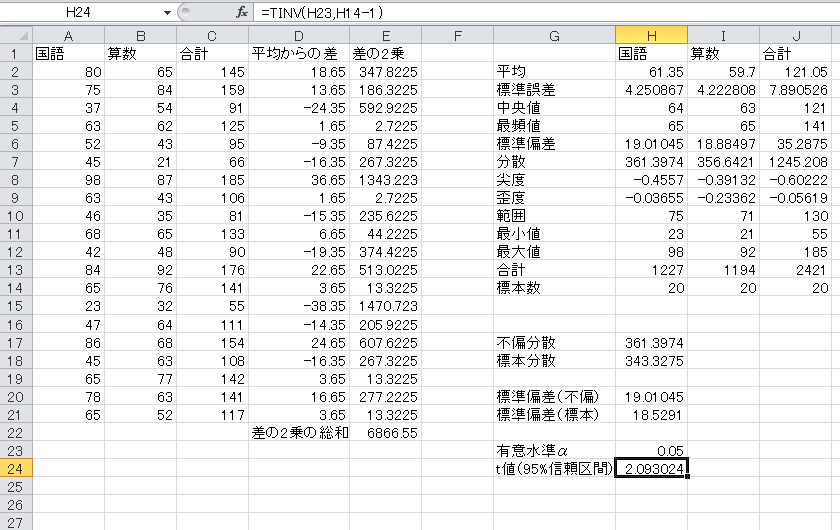 H24 fx =TINV(H23,H14-1)
A B C D E F G H I J
1 国語 算数 合計 平均からの差 差の2乗 国語 算数 合計
2 80 65 145 18.65 347.8225 平均 61.35 59.7 121.05
3 75 84 159 13.65 186.3225 標準誤差 4.250867 4.222808 7.890526
4 37 54 91 -24.35 592.9225 中央値 64 63 121
5 63 62 125 1.65 2.7225 最頻値 65 65 141
6 52 43 95 -9.35 87.4225 標準偏差 19.01045 18.88497 35.2875
7 45 21 66 -16.35 267.3225 分散 361.3974 356.6421 1245.208
8 98 87 185 36.65 1343.223 尖度 -0.4557 -0.39132 -0.60222
9 63 43 106 1.65 2.7225 歪度 -0.03655 -0.23362 -0.05619
10 46 35 81 -15.35 235.6225 範囲 75 71 130
11 68 65 133 6.65 44.2225 最小値 23 21 55
12 42 48 90 -19.35 374.4225 最大値 98 92 185
13 84 92 176 22.65 513.0225 合計 1227 1194 2421
14 65 76 141 3.65 13.3225 標本数 20 20 20
15 23 32 55 -38.35 1470.723
16 47 64 111 -14.35 205.9225
17 86 68 154 24.65 607.6225 不偏分散 361.3974
18 45 63 108 -16.35 267.3225 標本分散 343.3275
19 65 77 142 3.65 13.3225
20 78 63 141 16.65 277.2225 標準偏差(不偏) 19.01045
21 65 52 117 3.65 13.3225 標準偏差(標本) 18.5291
22 差の2乗の総和 6866.55
23 有意水準α 0.05
24 t値(95%信頼区間) 2.093024
25
26
27